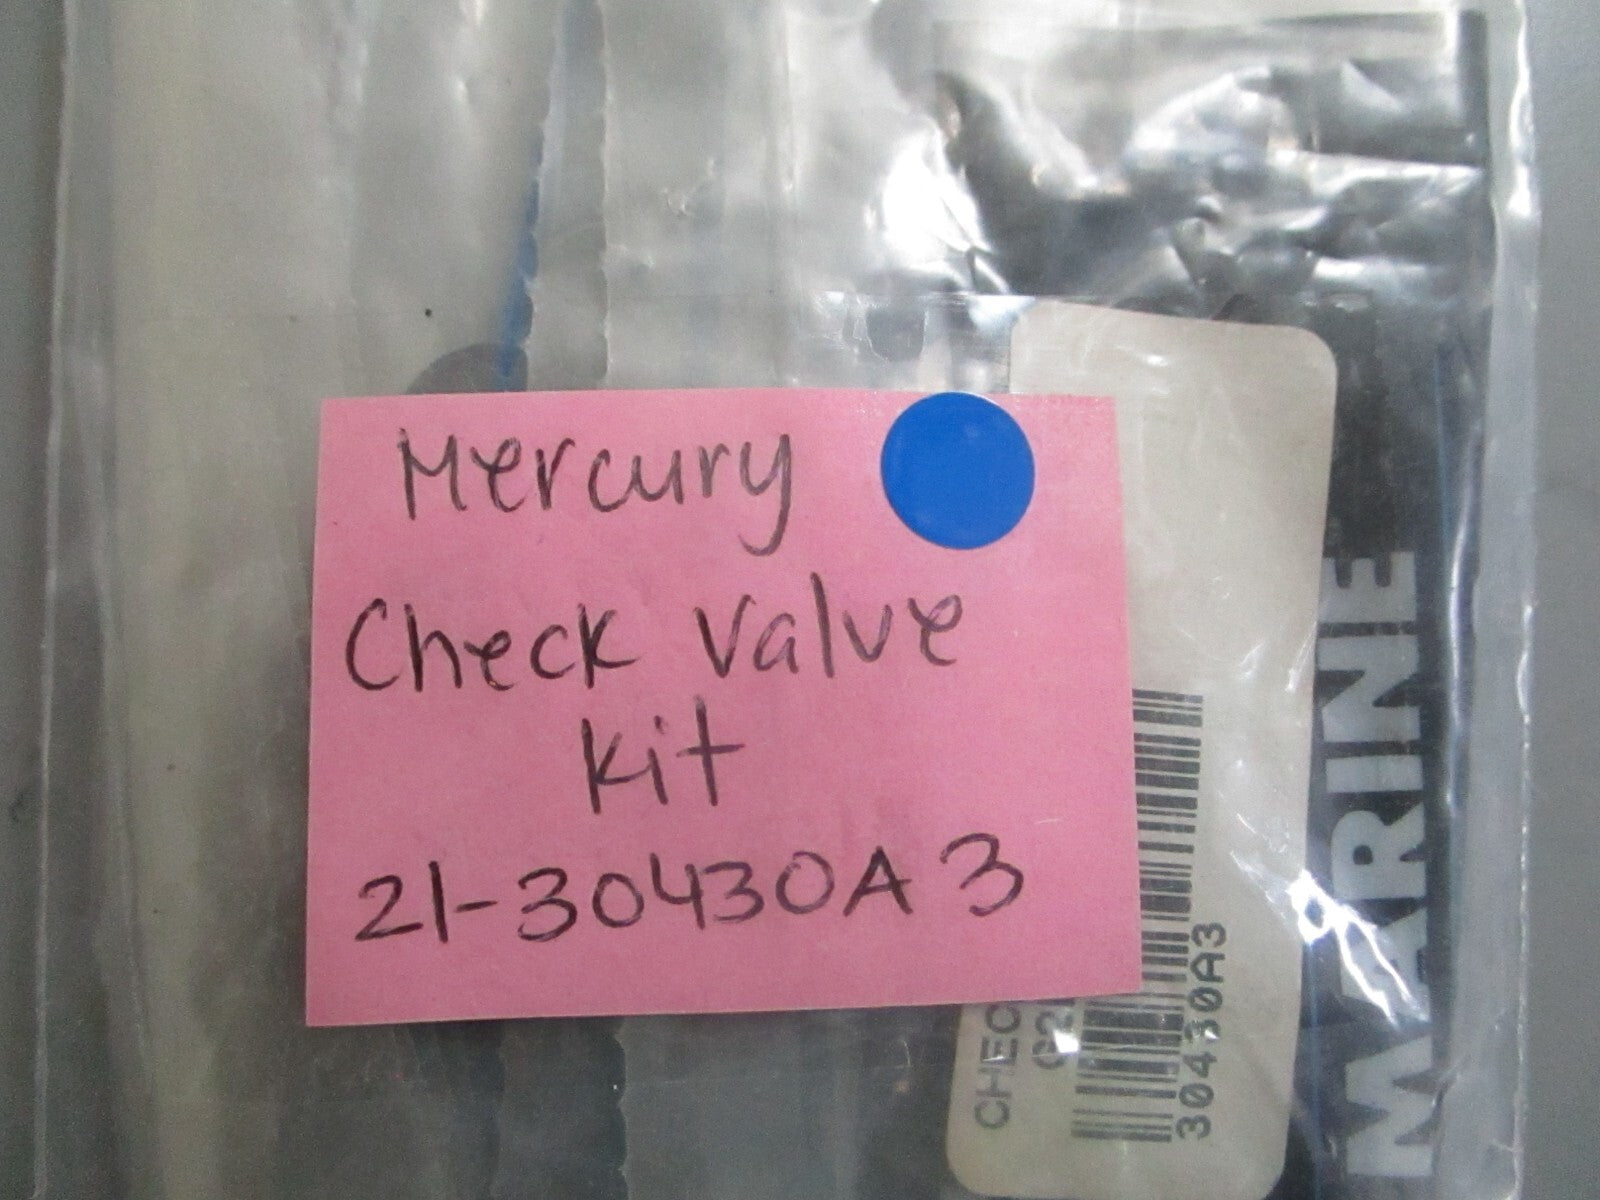 Mercury
Check Valve
Kit
21-30430A3
CHEC
30430A3
MARINE